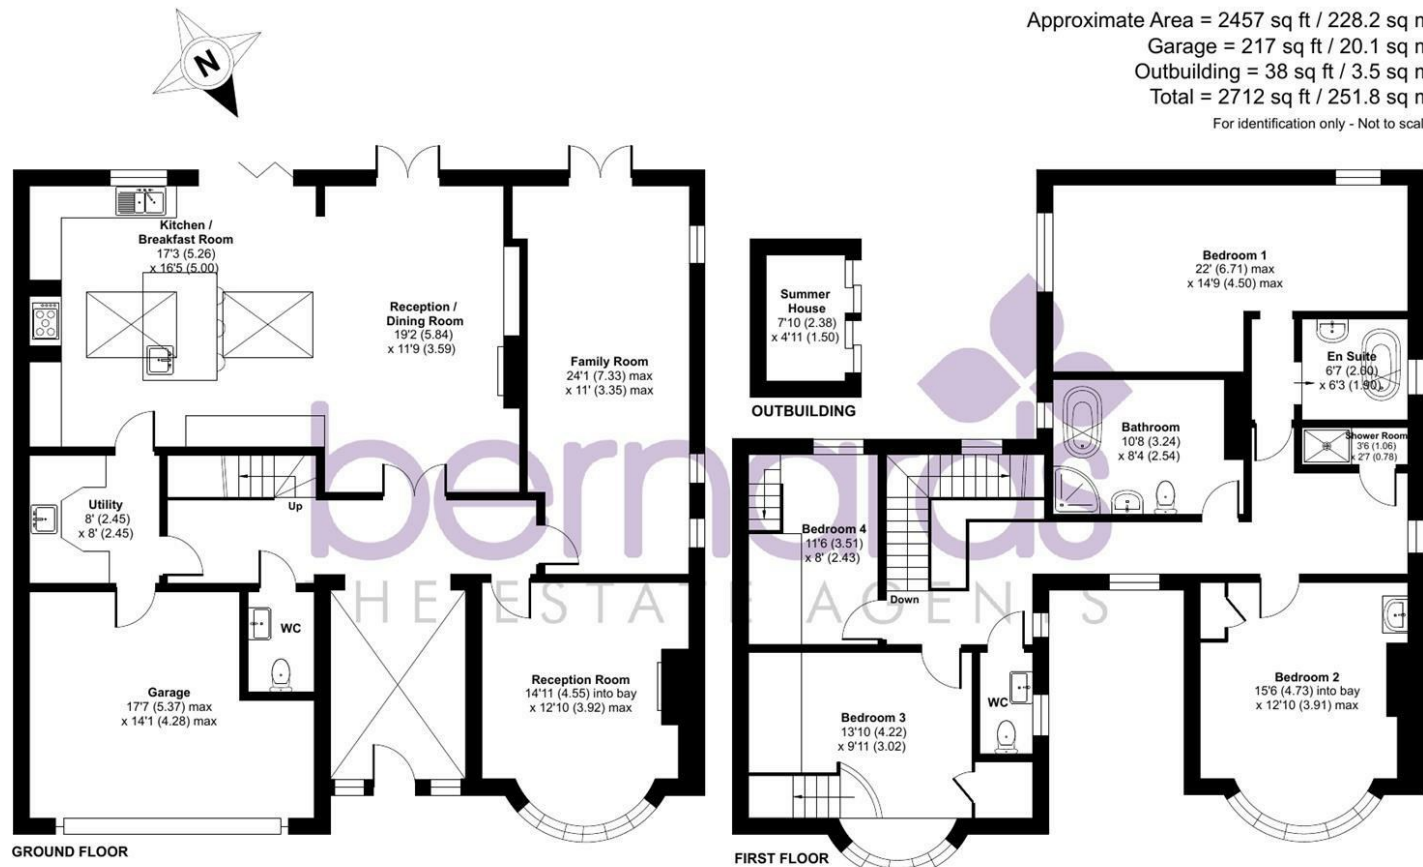 Approximate Area = 2457 sq ft / 228.2 sq m
Garage = 217 sq ft / 20.1 sq m
Outbuilding = 38 sq ft / 3.5 sq m
Total = 2712 sq ft / 251.8 sq m
For identification only - Not to scal
N
Kitchen /
Breakfast Room
17'3 (5.26)
x 16'5 (5.00)
Reception /
Dining Room
19'2 (5.84)
x 11'9 (3.59)
Family Room
24'1 (7.33) max
x 11' (3.35) max
Utility
8' (2.45)
x 8' (2.45)
Up
WC
Garage
17'7 (5.37) max
x 14'1 (4.28) max
Reception Room
14'11 (4.55) into bay
x 12'10 (3.92) max
GROUND FLOOR
Summer
House
7'10 (2.38)
x 4'11 (1.50)
OUTBUILDING
Bedroom 1
22' (6.71) max
x 14'9 (4.50) max
En Suite
6'7 (2.00)
x 6'3 (1.90)
Bathroom
10'8 (3.24)
x 8'4 (2.54)
Shower Room
3'6 (1.06)
x 2'7 (0.78)
Bedroom 4
11'6 (3.51)
x 8' (2.43)
Down
WC
Bedroom 3
13'10 (4.22)
x 9'11 (3.02)
Bedroom 2
15'6 (4.73) into bay
x 12'10 (3.91) max
FIRST FLOOR
bernards
THE ESTATE AGENTS